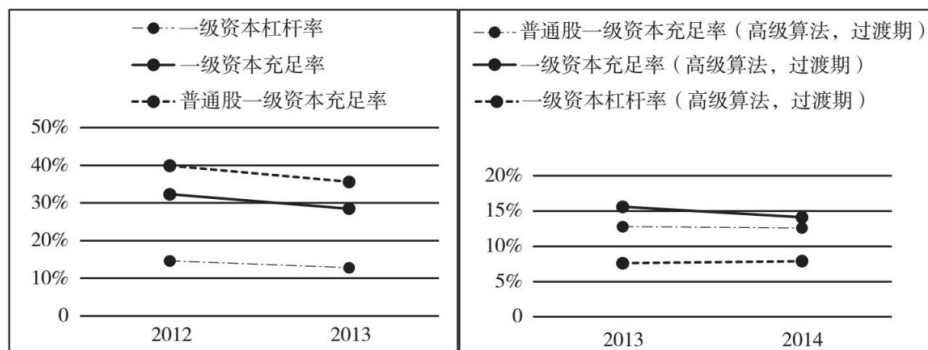 一级资本杠杆率
一级资本充足率
普通股一级资本充足率
50%
40%
30%
20%
10%
0
2012 2013
普通股一级资本充足率（高级算法，过渡期）
一级资本充足率（高级算法，过渡期）
一级资本杠杆率（高级算法，过渡期）
20%
15%
10%
5%
0
2013 2014